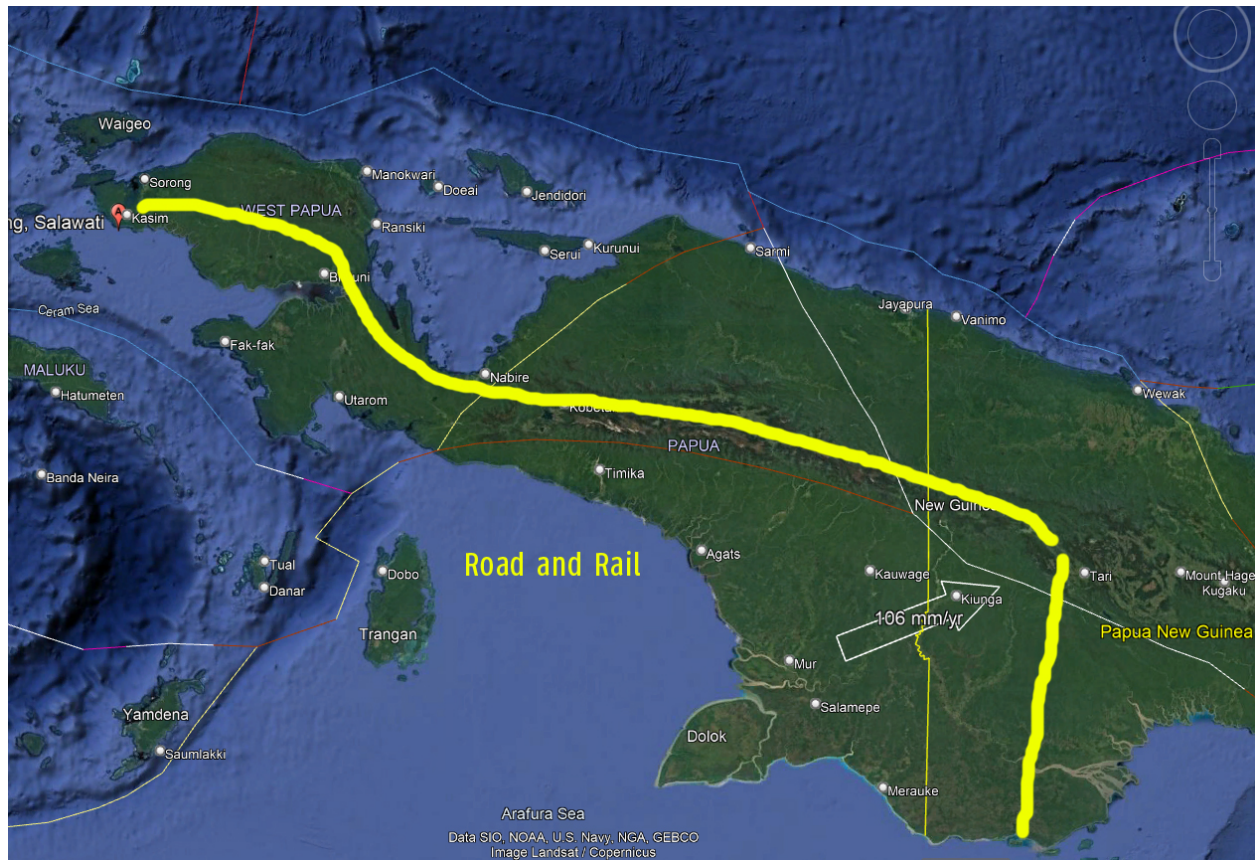 Waigeo
Sorong
Manokwari
Doeai
Jendidori
WEST PAPUA
Kasim
ng, Salawati
A
Ransiki
Serui
Kurunui
Sarmi
Ceram Sea
Jayapura
Vanimo
Fak-fak
MALUKU
Hatumeten
Nabire
Utarom
Wewak
PAPUA
Banda Neira
Timika
New Guinea
Agats
Road and Rail
Tual
Dobo
Kauwage
Tari
Mount Hage
Kugaku
Danar
Kiunga
106 mm/yr
Trangan
Papua New Guinea
Mur
Yamdena
Salamepe
Dolok
Saumlakki
Merauke
Arafura Sea
Data SIO, NOAA, U.S. Navy, NGA, GEBCO
Image Landsat / Copernicus